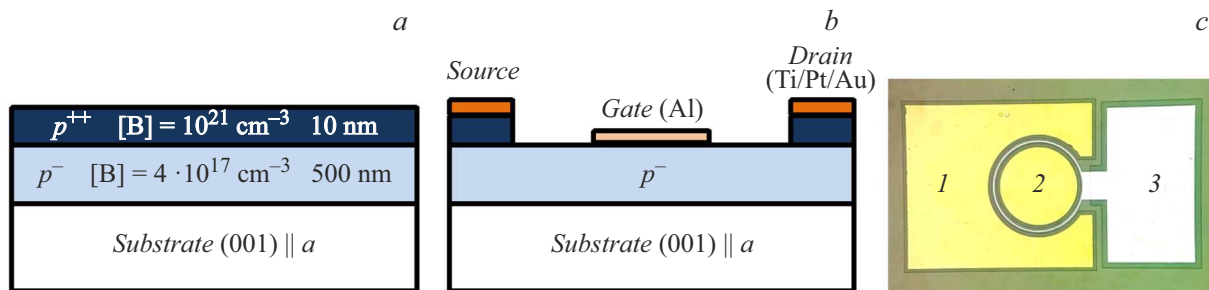 a
p++ [B] = 10^21 cm−3 10 nm
p− [B] = 4 ·10^17 cm−3 500 nm
Substrate (001) || a
b
Source
Drain
(Ti/Pt/Au)
Gate (Al)
p−
Substrate (001) || a
c
1
2
3